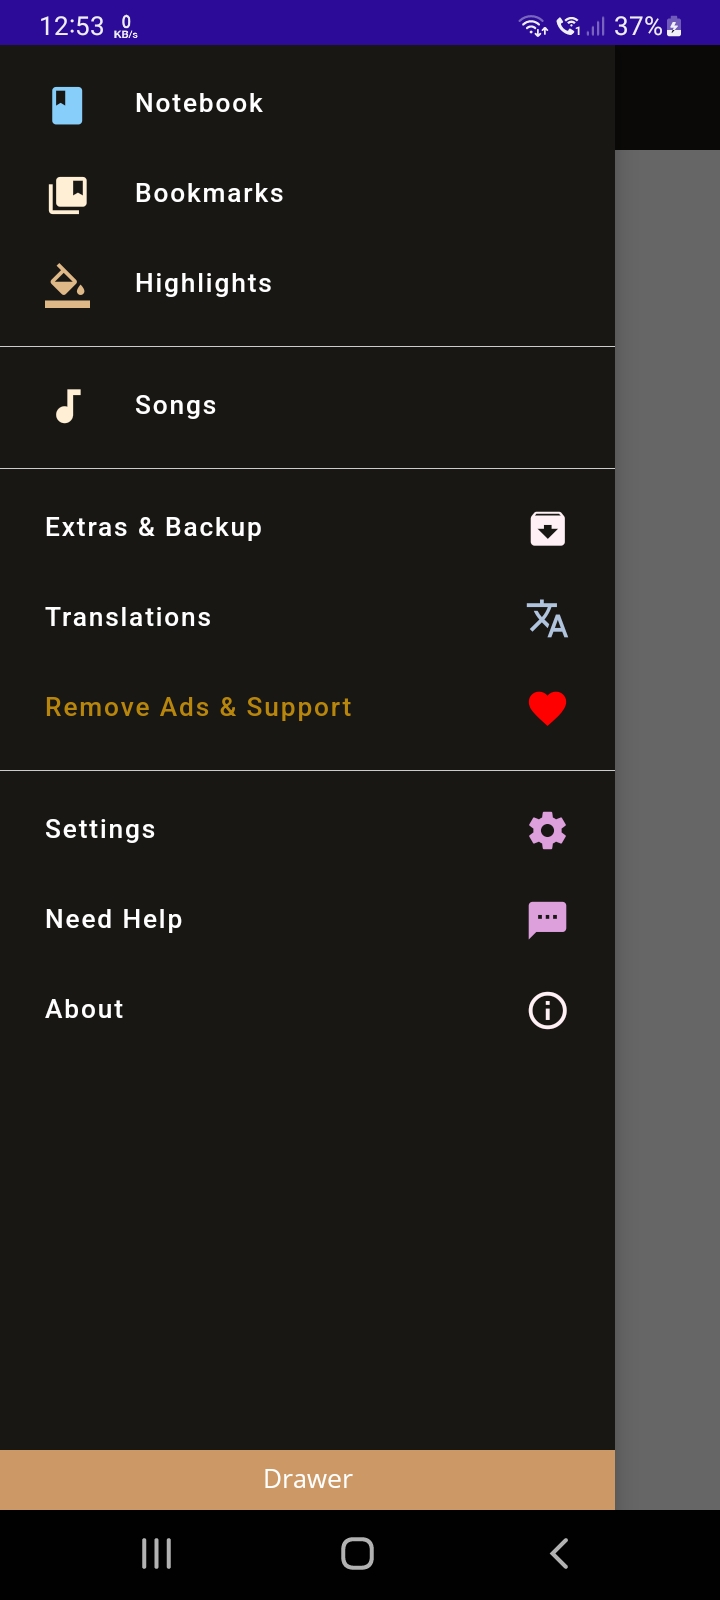 12:53 0 KB/s 1 37%
Notebook
Bookmarks
Highlights
Songs
Extras & Backup
Translations
Remove Ads & Support
Settings
Need Help
About
Drawer